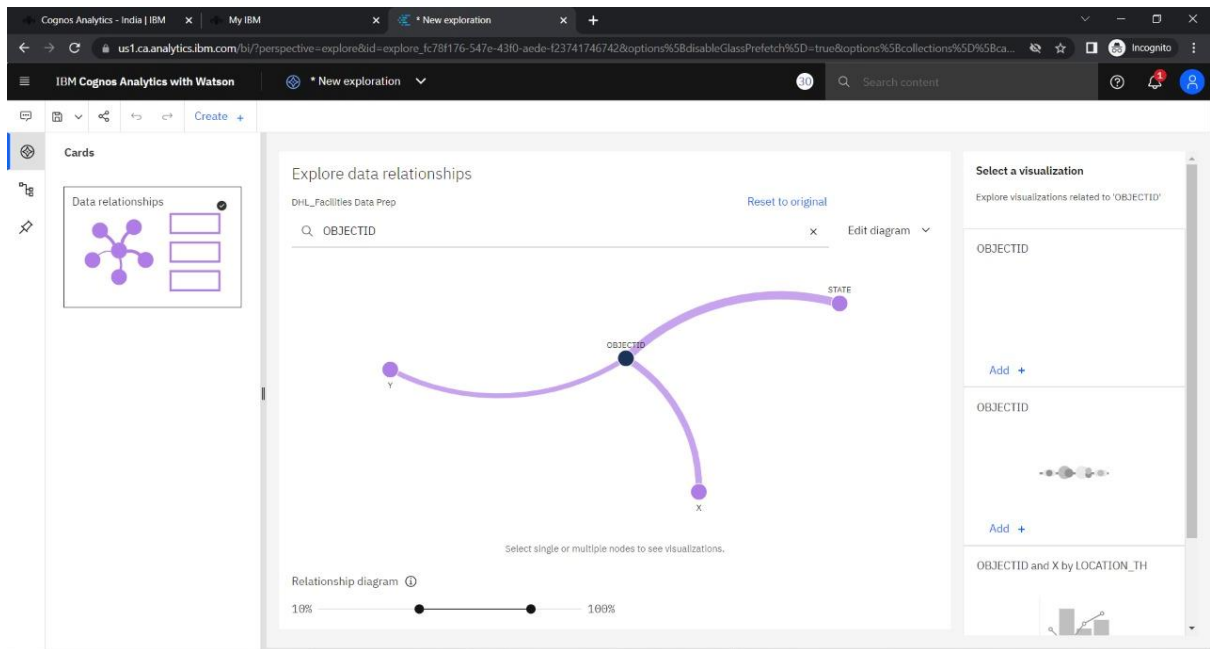 Cognos Analytics - India | IBM
My IBM
* New exploration
us1.ca.analytics.ibm.com/bi/?perspective=explore&id=explore_fc78f176-547e-43f0-aede-f23741746742&options%5BdisableGlassPrefetch%5D=true&options%5Bcollections%5D%5Bca...
Incognito
IBM Cognos Analytics with Watson
* New exploration
30
Search content
1
Create +
Cards
Data relationships
Explore data relationships
DHL_Facilities Data Prep
Reset to original
OBJECTID
Edit diagram
STATE
OBJECTID
Y
X
Select single or multiple nodes to see visualizations.
Relationship diagram
10%
100%
Select a visualization
Explore visualizations related to 'OBJECTID'
OBJECTID
Add +
OBJECTID
Add +
OBJECTID and X by LOCATION_TH